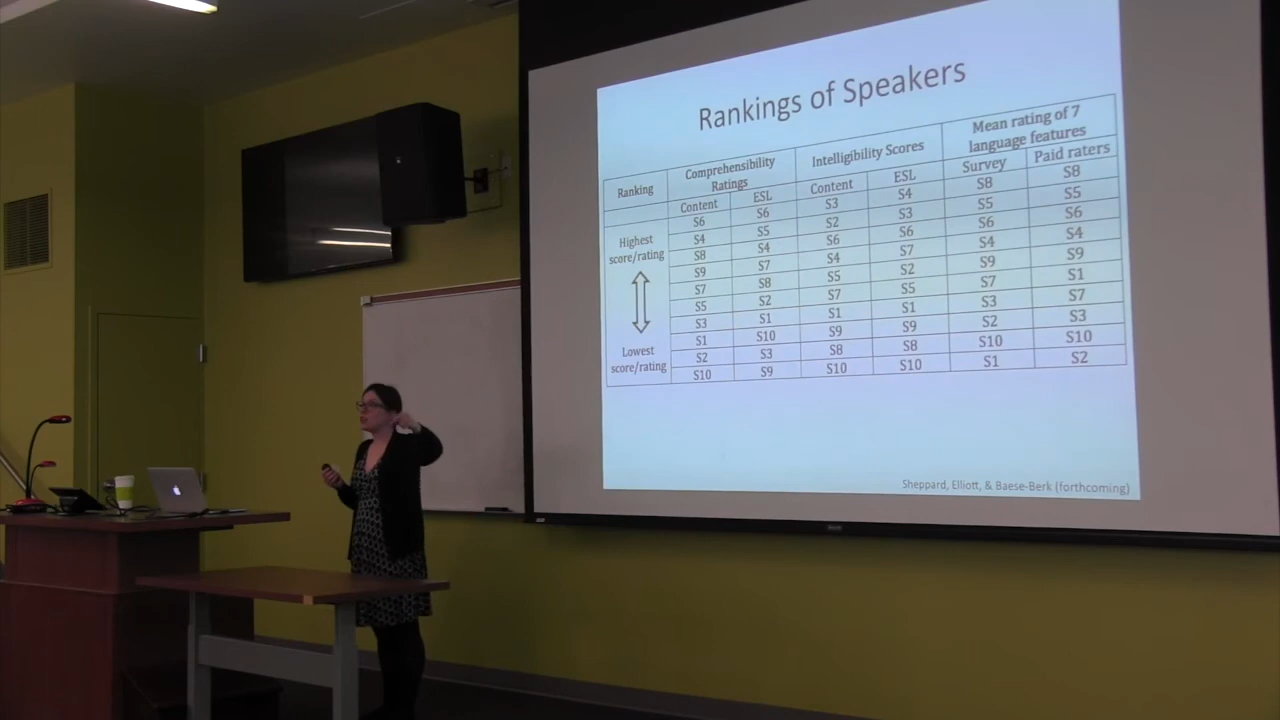 Rankings of Speakers
Ranking
Comprehensibility
Ratings
Intelligibility Scores
Mean rating of 7
language features
Content ESL Content ESL Survey Paid raters
Highest
score/rating
Lowest
score/rating
S6 S6 S3 S4 S8 S8
S4 S5 S2 S3 S5 S5
S8 S4 S6 S6 S6 S6
S9 S7 S4 S7 S4 S4
S7 S8 S5 S2 S9 S9
S5 S2 S7 S5 S7 S1
S3 S1 S1 S1 S3 S7
S1 S10 S9 S9 S2 S3
S2 S3 S8 S8 S10 S10
S10 S9 S10 S10 S1 S2
Sheppard, Elliott, & Baese-Berk (forthcoming)